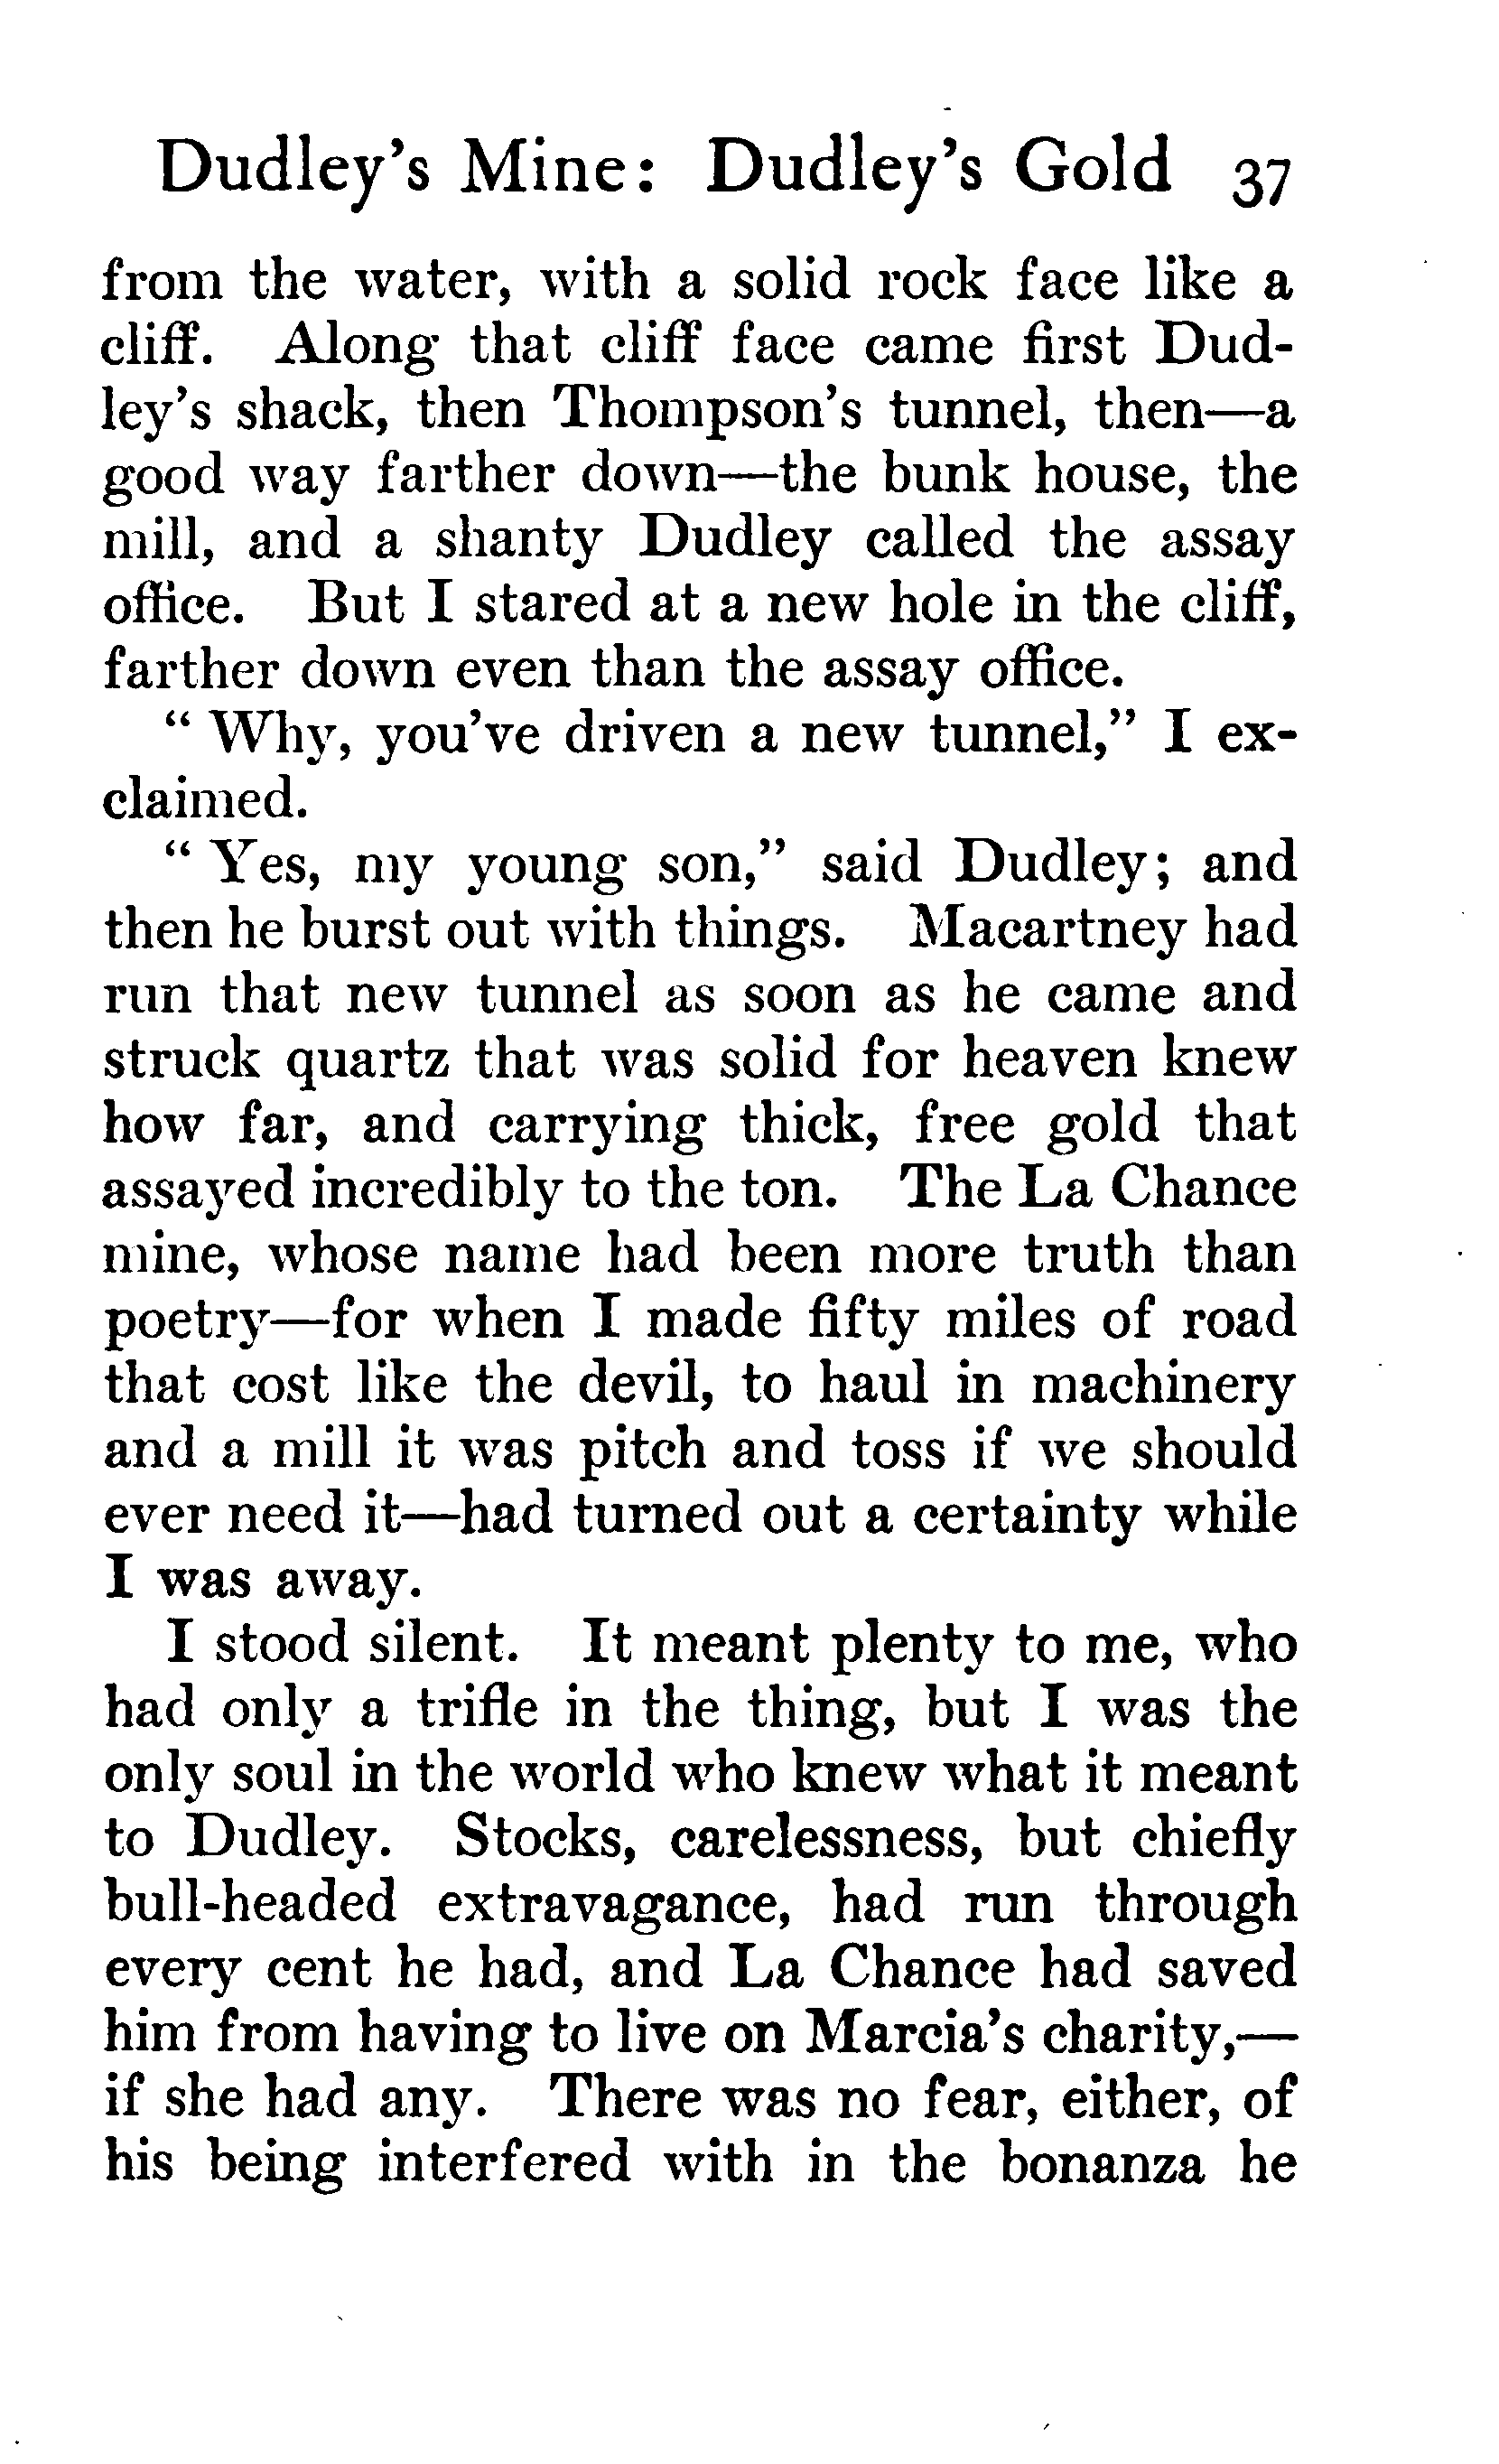 Dudley's Mine: Dudley's Gold 37
from the water, with a solid rock face like a
cliff. Along that cliff face came first Dud-
ley's shack, then Thompson's tunnel, then—a
good way farther down—the bunk house, the
mill, and a shanty Dudley called the assay
office. But I stared at a new hole in the cliff,
farther down even than the assay office.
“ Why, you've driven a new tunnel,” I ex-
claimed.
“ Yes, my young son,” said Dudley; and
then he burst out with things. Macartney had
run that new tunnel as soon as he came and
struck quartz that was solid for heaven knew
how far, and carrying thick, free gold that
assayed incredibly to the ton. The La Chance
mine, whose name had been more truth than
poetry—for when I made fifty miles of road
that cost like the devil, to haul in machinery
and a mill it was pitch and toss if we should
ever need it—had turned out a certainty while
I was away.
I stood silent. It meant plenty to me, who
had only a trifle in the thing, but I was the
only soul in the world who knew what it meant
to Dudley. Stocks, carelessness, but chiefly
bull-headed extravagance, had run through
every cent he had, and La Chance had saved
him from having to live on Marcia's charity,—
if she had any. There was no fear, either, of
his being interfered with in the bonanza he